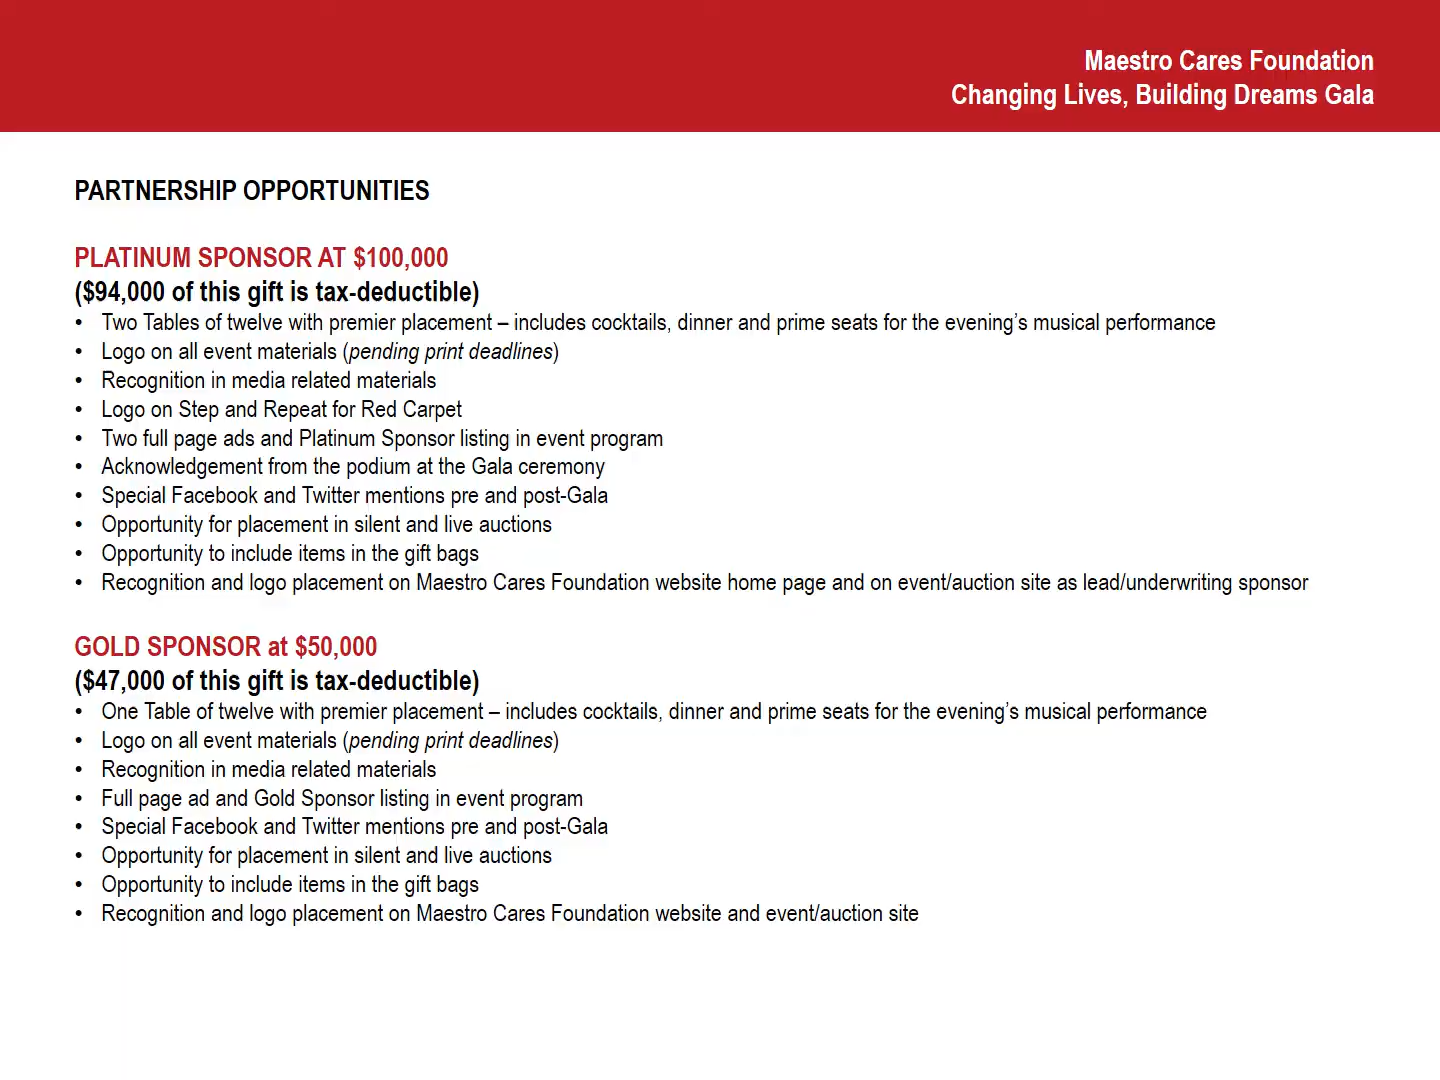 Maestro Cares Foundation
Changing Lives, Building Dreams Gala
PARTNERSHIP OPPORTUNITIES
PLATINUM SPONSOR AT $100,000
($94,000 of this gift is tax-deductible)
• Two Tables of twelve with premier placement – includes cocktails, dinner and prime seats for the evening’s musical performance
• Logo on all event materials (pending print deadlines)
• Recognition in media related materials
• Logo on Step and Repeat for Red Carpet
• Two full page ads and Platinum Sponsor listing in event program
• Acknowledgement from the podium at the Gala ceremony
• Special Facebook and Twitter mentions pre and post-Gala
• Opportunity for placement in silent and live auctions
• Opportunity to include items in the gift bags
• Recognition and logo placement on Maestro Cares Foundation website home page and on event/auction site as lead/underwriting sponsor
GOLD SPONSOR at $50,000
($47,000 of this gift is tax-deductible)
• One Table of twelve with premier placement – includes cocktails, dinner and prime seats for the evening’s musical performance
• Logo on all event materials (pending print deadlines)
• Recognition in media related materials
• Full page ad and Gold Sponsor listing in event program
• Special Facebook and Twitter mentions pre and post-Gala
• Opportunity for placement in silent and live auctions
• Opportunity to include items in the gift bags
• Recognition and logo placement on Maestro Cares Foundation website and event/auction site